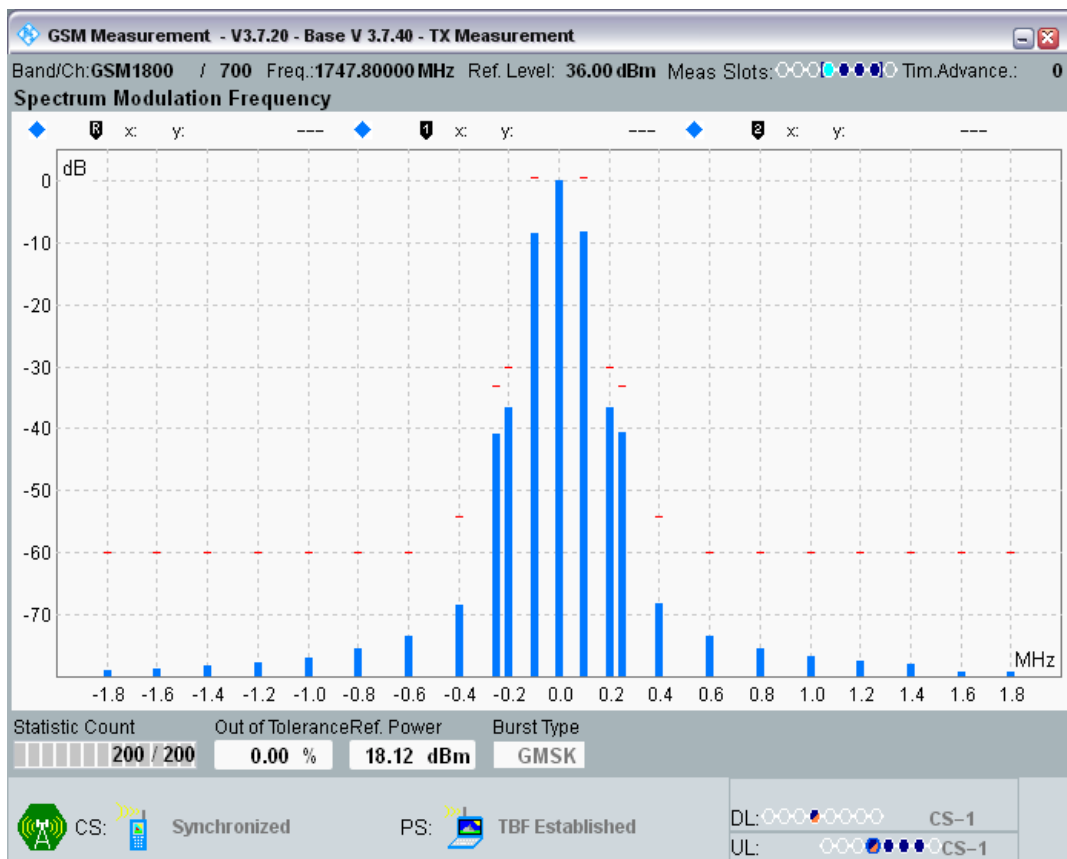 GSM Measurement - V3.7.20 - Base V 3.7.40 - TX Measurement
Band/Ch:GSM1800 / 700 Freq.:1747.80000 MHz Ref. Level: 36.00 dBm Meas Slots: Tim.Advance.: 0
Spectrum Modulation Frequency
R x: y: --- 1 x: y: --- 2 x: y: ---
dB
0
-10
-20
-30
-40
-50
-60
-70
MHz
-1.8 -1.6 -1.4 -1.2 -1.0 -0.8 -0.6 -0.4 -0.2 0.0 0.2 0.4 0.6 0.8 1.0 1.2 1.4 1.6 1.8
Statistic Count Out of Tolerance Ref. Power Burst Type
200 / 200 0.00 % 18.12 dBm GMSK
CS: Synchronized PS: TBF Established
DL: CS-1
UL: CS-1